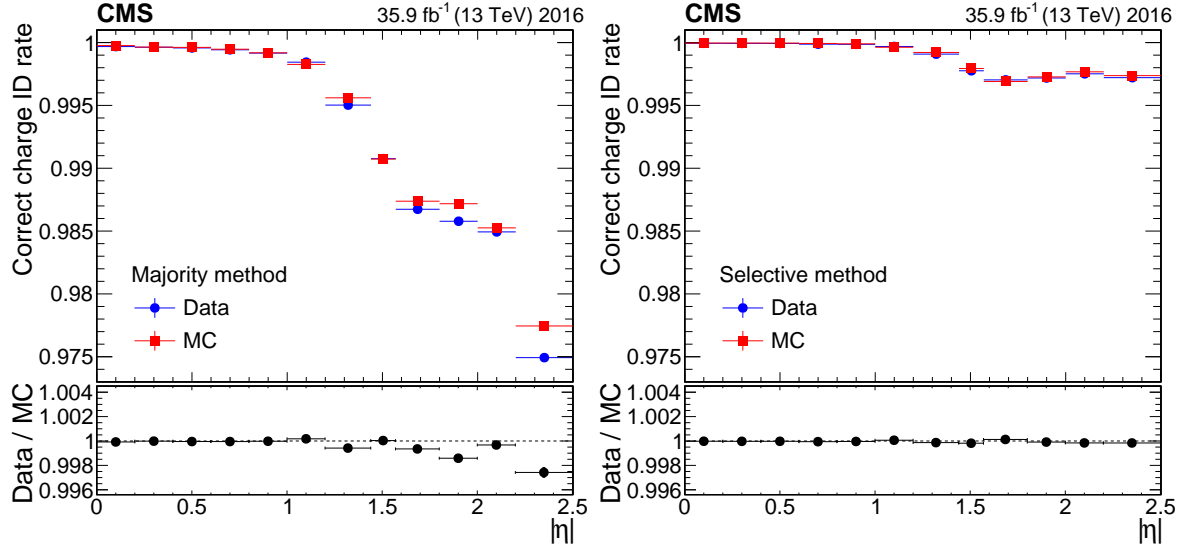 CMS 35.9 fb⁻¹ (13 TeV) 2016
Correct charge ID rate
1
0.995
0.99
0.985
0.98
0.975
Majority method
Data
MC
Data / MC
1.004
1.002
1
0.998
0.996
0 0.5 1 1.5 2 2.5
|η|
CMS 35.9 fb⁻¹ (13 TeV) 2016
Correct charge ID rate
1
0.995
0.99
0.985
0.98
0.975
Selective method
Data
MC
Data / MC
1.004
1.002
1
0.998
0.996
0 0.5 1 1.5 2 2.5
|η|